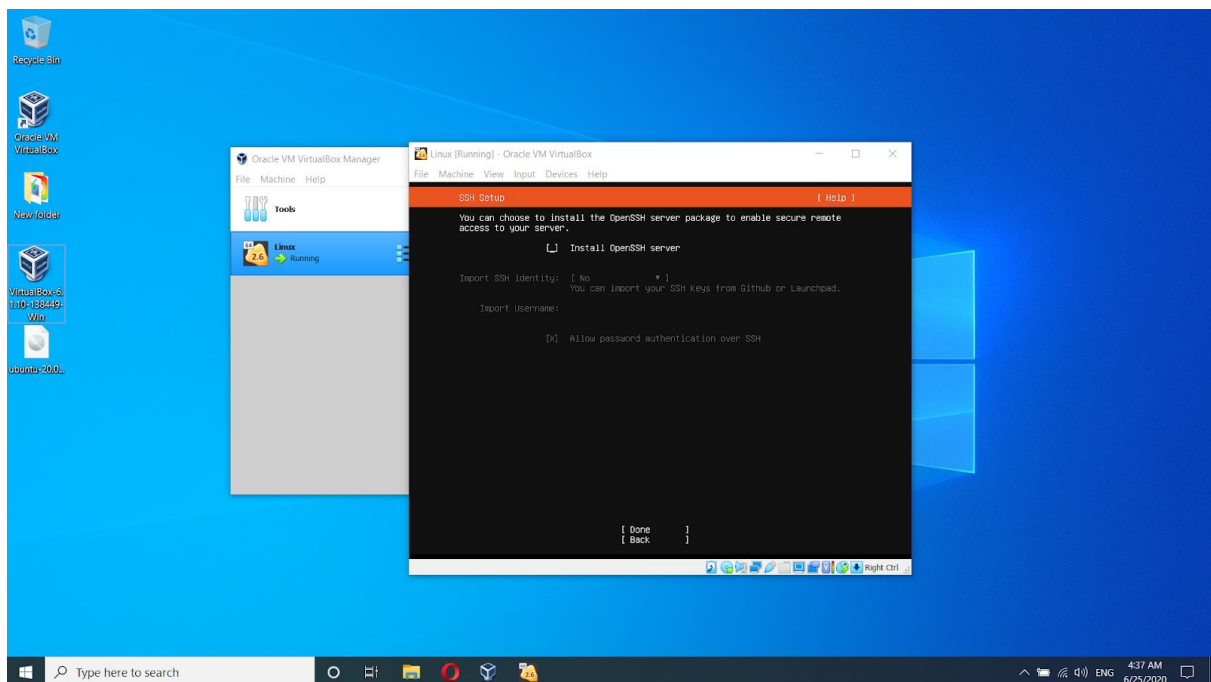 Recycle Bin
Oracle VM
VirtualBox
New folder
VirtualBox-6.
1.10-138449-
Win
ubuntu-20.0...
Oracle VM VirtualBox Manager
File Machine Help
Tools
64
2.6
Linux
Running
Linux [Running] - Oracle VM VirtualBox
File Machine View Input Devices Help
SSH Setup [ Help ]
You can choose to install the OpenSSH server package to enable secure remote
access to your server.
[ ] Install OpenSSH server
Import SSH identity: [ No ▾ ]
You can import your SSH keys from Github or Launchpad.
Import Username:
[X] Allow password authentication over SSH
[ Done ]
[ Back ]
Right Ctrl
Type here to search
2.6
ENG
4:37 AM
6/25/2020